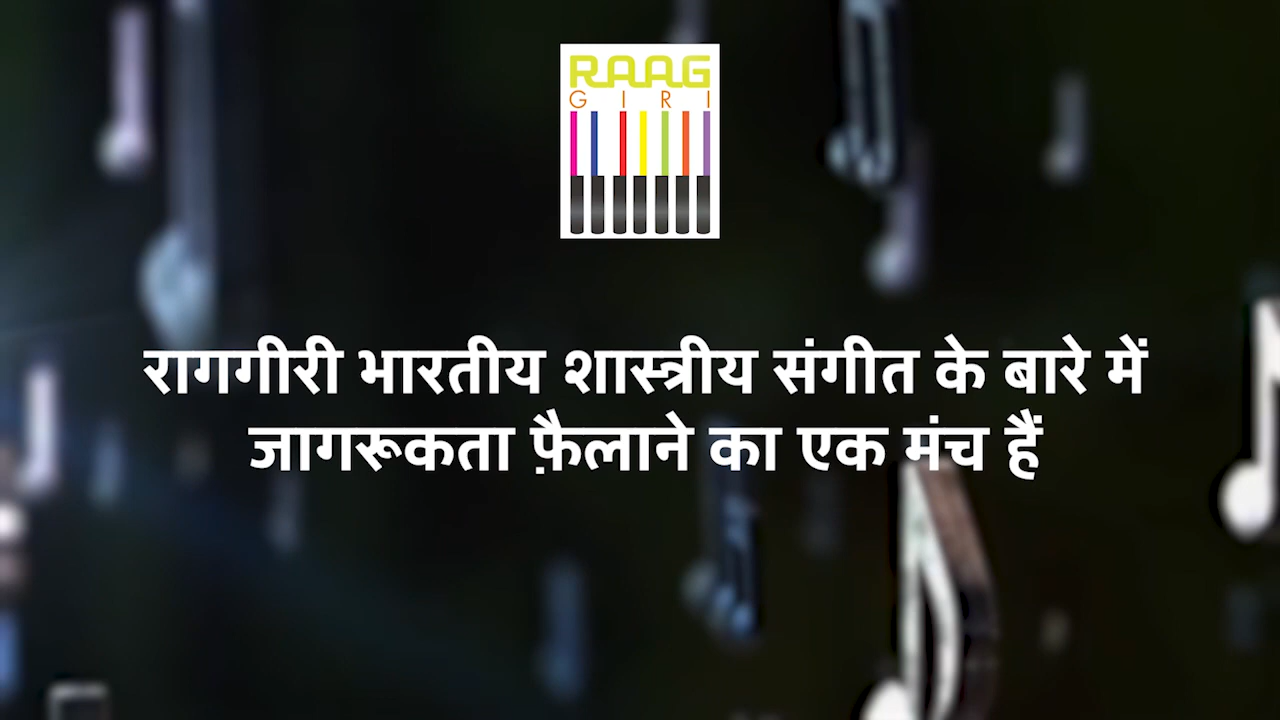 RAAG
GIRI
रागगीरी भारतीय शास्त्रीय संगीत के बारे में
जागरूकता फ़ैलाने का एक मंच हैं